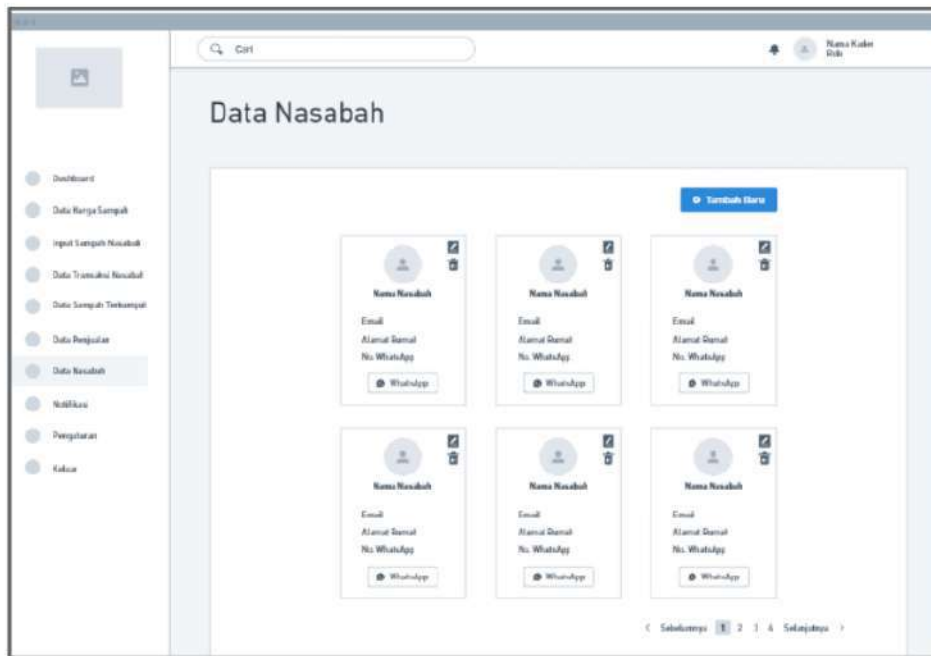 Cari
Nama Kader
Role
Data Nasabah
Dashboard
Data Harga Sampah
Input Sampah Nasabah
Data Transaksi Nasabah
Data Sampah Terkumpul
Data Penjualan
Data Nasabah
Notifikasi
Pengaturan
Keluar
Tambah Baru
Nama Nasabah
Email
Alamat Rumah
No. WhatsApp
WhatsApp
Nama Nasabah
Email
Alamat Rumah
No. WhatsApp
WhatsApp
Nama Nasabah
Email
Alamat Rumah
No. WhatsApp
WhatsApp
Nama Nasabah
Email
Alamat Rumah
No. WhatsApp
WhatsApp
Nama Nasabah
Email
Alamat Rumah
No. WhatsApp
WhatsApp
Nama Nasabah
Email
Alamat Rumah
No. WhatsApp
WhatsApp
< Sebelumnya 1 2 3 4 Selanjutnya >